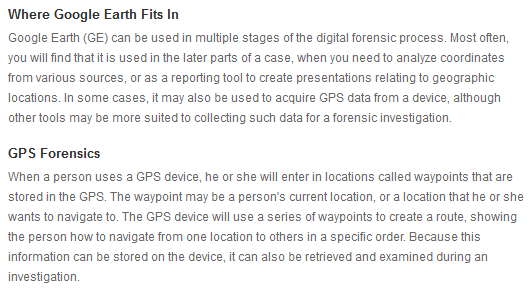 Where Google Earth Fits In
Google Earth (GE) can be used in multiple stages of the digital forensic process. Most often,
you will find that it is used in the later parts of a case, when you need to analyze coordinates
from various sources, or as a reporting tool to create presentations relating to geographic
locations. In some cases, it may also be used to acquire GPS data from a device, although
other tools may be more suited to collecting such data for a forensic investigation.
GPS Forensics
When a person uses a GPS device, he or she will enter in locations called waypoints that are
stored in the GPS. The waypoint may be a person's current location, or a location that he or she
wants to navigate to. The GPS device will use a series of waypoints to create a route, showing
the person how to navigate from one location to others in a specific order. Because this
information can be stored on the device, it can also be retrieved and examined during an
investigation.